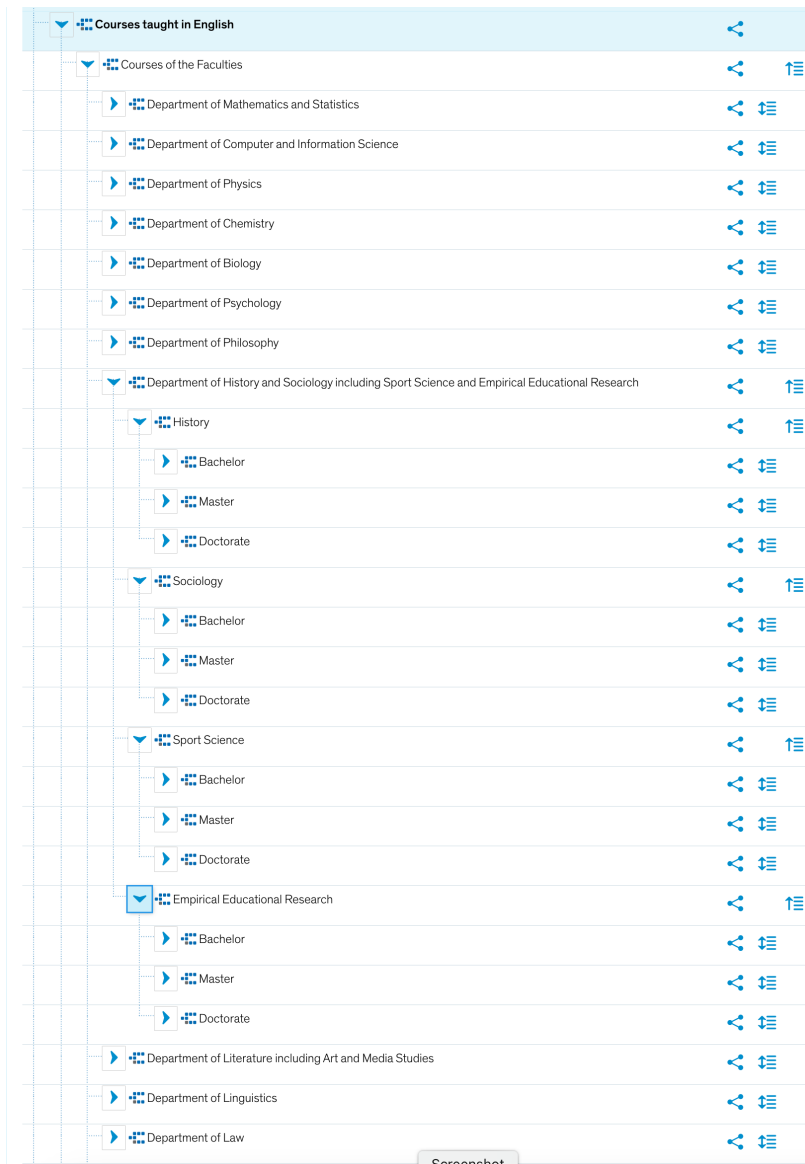 Courses taught in English
Courses of the Faculties
Department of Mathematics and Statistics
Department of Computer and Information Science
Department of Physics
Department of Chemistry
Department of Biology
Department of Psychology
Department of Philosophy
Department of History and Sociology including Sport Science and Empirical Educational Research
History
Bachelor
Master
Doctorate
Sociology
Bachelor
Master
Doctorate
Sport Science
Bachelor
Master
Doctorate
Empirical Educational Research
Bachelor
Master
Doctorate
Department of Literature including Art and Media Studies
Department of Linguistics
Department of Law
Screenshot